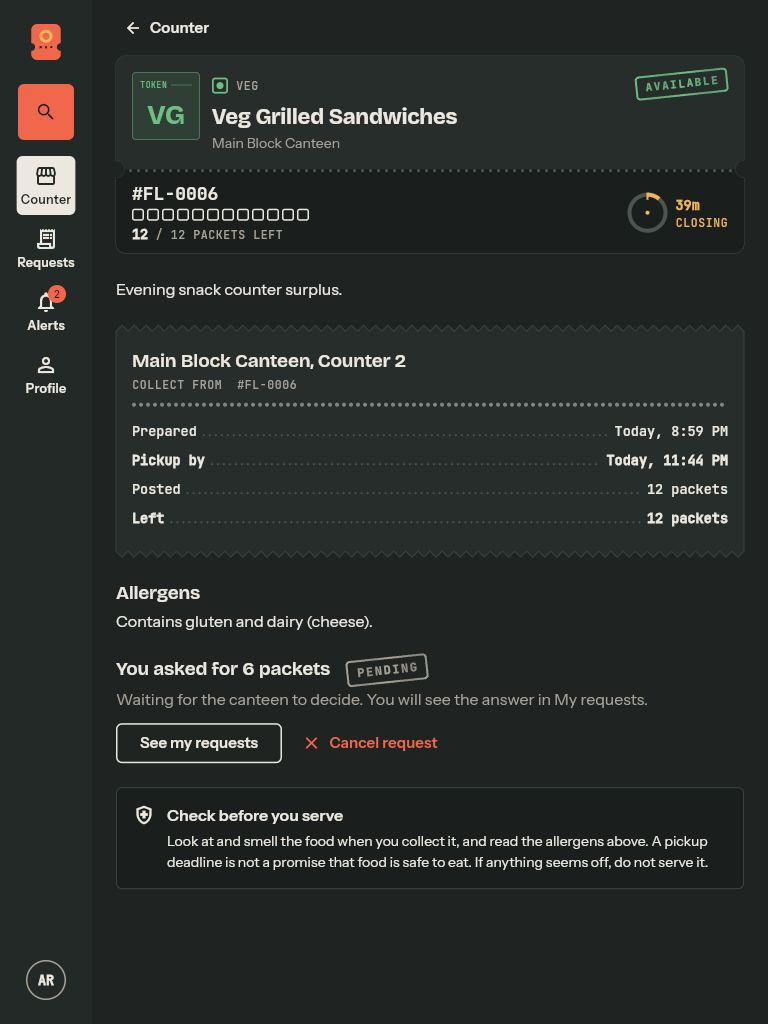 Counter
TOKEN
VG
VEG
Veg Grilled Sandwiches
Main Block Canteen
AVAILABLE
#FL-0006
12 / 12 PACKETS LEFT
39m
CLOSING
Counter
Requests
2
Alerts
Profile
Evening snack counter surplus.
Main Block Canteen, Counter 2
COLLECT FROM #FL-0006
Prepared Today, 8:59 PM
Pickup by Today, 11:44 PM
Posted 12 packets
Left 12 packets
Allergens
Contains gluten and dairy (cheese).
You asked for 6 packets PENDING
Waiting for the canteen to decide. You will see the answer in My requests.
See my requests Cancel request
Check before you serve
Look at and smell the food when you collect it, and read the allergens above. A pickup
deadline is not a promise that food is safe to eat. If anything seems off, do not serve it.
AR